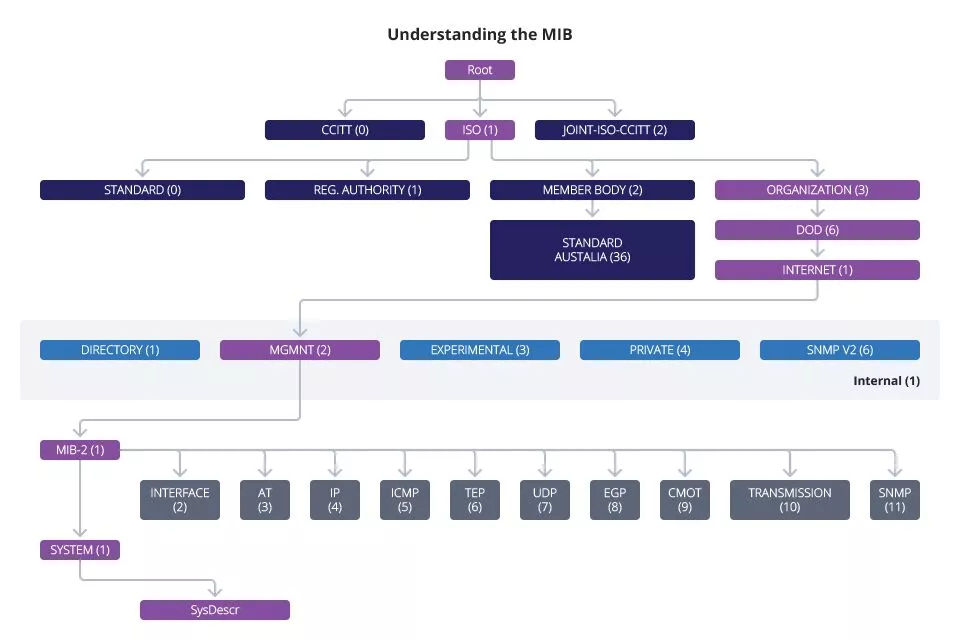 Understanding the MIB
Root
CCITT (0)
ISO (1)
JOINT-ISO-CCITT (2)
STANDARD (0)
REG. AUTHORITY (1)
MEMBER BODY (2)
ORGANIZATION (3)
STANDARD
AUSTALIA (36)
DOD (6)
INTERNET (1)
DIRECTORY (1)
MGMNT (2)
EXPERIMENTAL (3)
PRIVATE (4)
SNMP V2 (6)
Internal (1)
MIB-2 (1)
INTERFACE
(2)
AT
(3)
IP
(4)
ICMP
(5)
TEP
(6)
UDP
(7)
EGP
(8)
CMOT
(9)
TRANSMISSION
(10)
SNMP
(11)
SYSTEM (1)
SysDescr